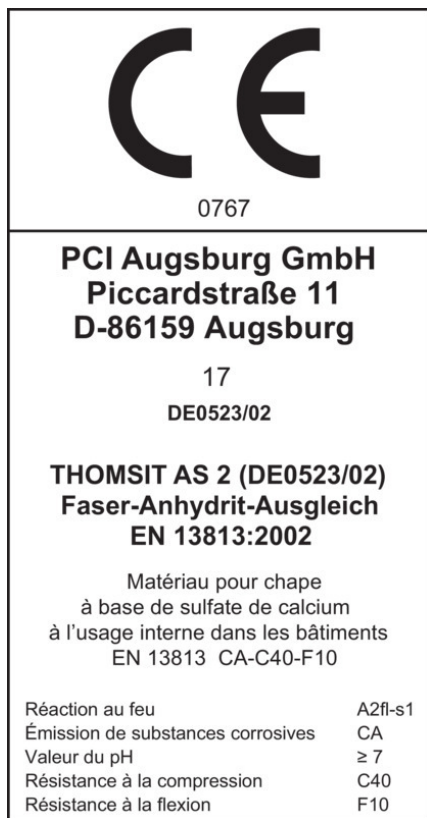 CE
0767
PCI Augsburg GmbH
Piccardstraße 11
D-86159 Augsburg
17
DE0523/02
THOMSIT AS 2 (DE0523/02)
Faser-Anhydrit-Ausgleich
EN 13813:2002
Matériau pour chape
à base de sulfate de calcium
à l'usage interne dans les bâtiments
EN 13813 CA-C40-F10
Réaction au feu A2fl-s1
Émission de substances corrosives CA
Valeur du pH ≥ 7
Résistance à la compression C40
Résistance à la flexion F10